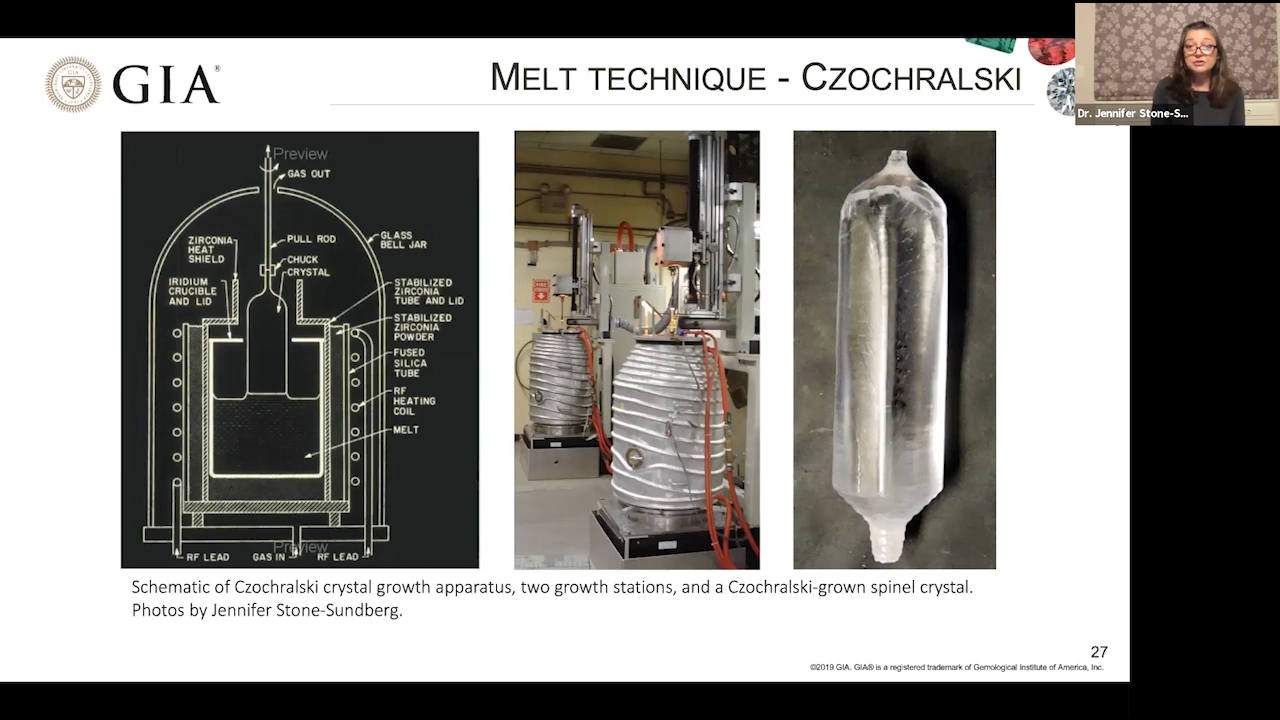 GIA®
MELT TECHNIQUE - CZOCHRALSKI
Dr. Jennifer Stone-S...
Preview
GAS OUT
ZIRCONIA
HEAT
SHIELD
PULL ROD
GLASS
BELL JAR
CHUCK
CRYSTAL
IRIDIUM
CRUCIBLE
AND LID
STABILIZED
ZIRCONIA
TUBE AND LID
STABILIZED
ZIRCONIA
POWDER
FUSED
SILICA
TUBE
RF
HEATING
COIL
MELT
Preview
RF LEAD
GAS IN
RF LEAD
Schematic of Czochralski crystal growth apparatus, two growth stations, and a Czochralski-grown spinel crystal.
Photos by Jennifer Stone-Sundberg.
27
©2019 GIA. GIA® is a registered trademark of Gemological Institute of America, Inc.